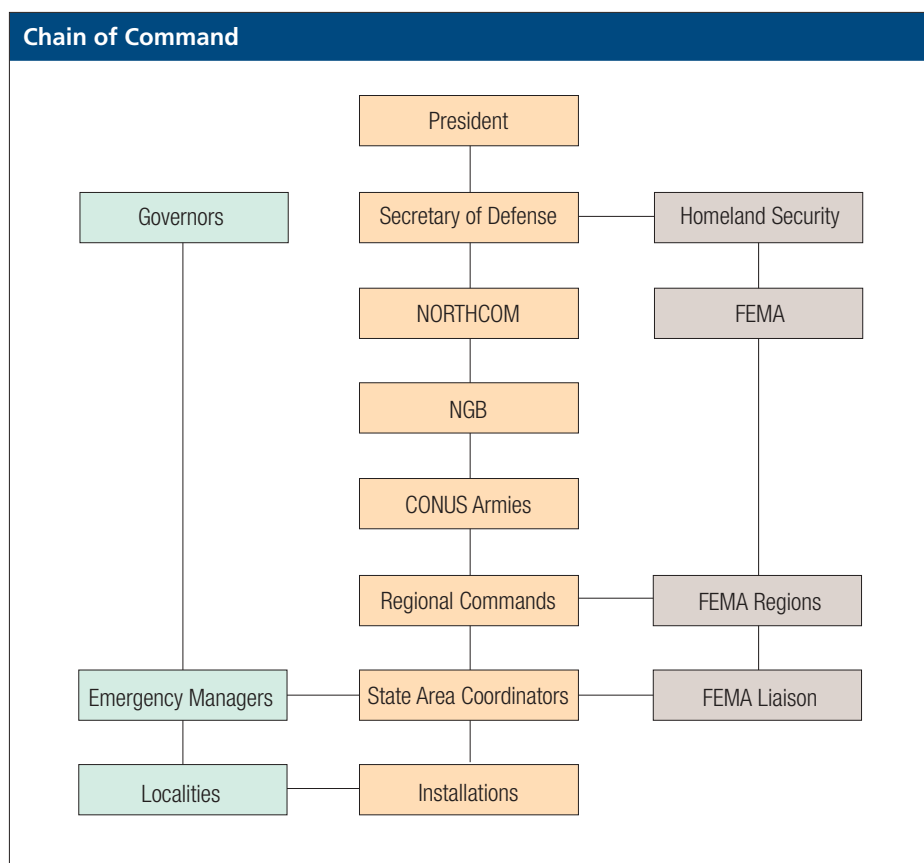 Chain of Command
President
Governors
Secretary of Defense
Homeland Security
NORTHCOM
FEMA
NGB
CONUS Armies
Regional Commands
FEMA Regions
Emergency Managers
State Area Coordinators
FEMA Liaison
Localities
Installations